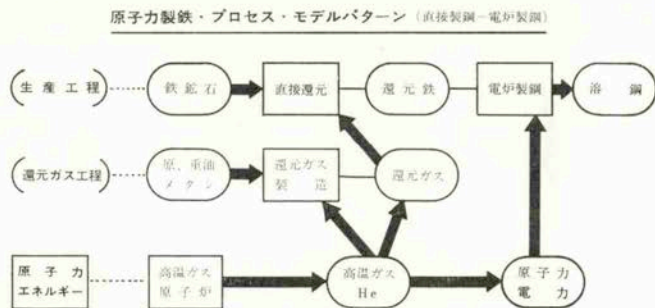 原子力製鉄・プロセス・モデルパターン（直接製鋼－電炉製鋼）
（生産工程） 鉄鉱石 直接還元 還元鉄 電炉製鋼 溶鋼
（還元ガス工程） 原、重油 還元ガス 還元ガス
メタン 製造
原子力 高温ガス 高温ガス 原子力
エネルギー 原子炉 He 電力